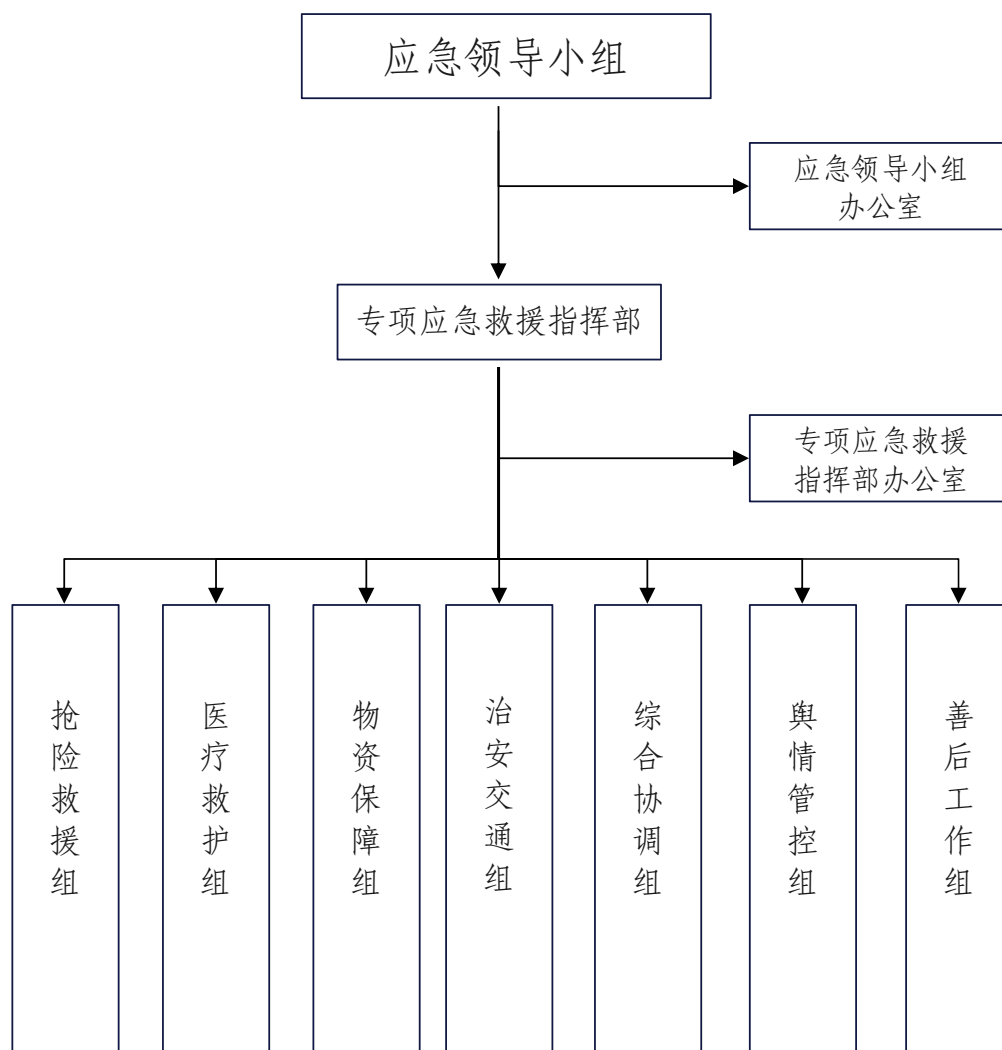 应急领导小组
应急领导小组
办公室
专项应急救援指挥部
专项应急救援
指挥部办公室
抢险救援组
医疗救护组
物资保障组
治安交通组
综合协调组
舆情管控组
善后工作组